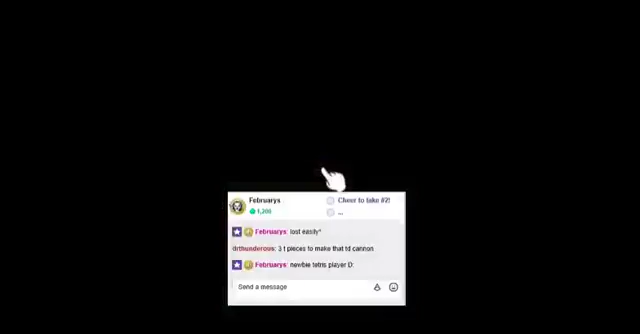 Februarys
1,200
Cheer to take #2!
...
Februarys: lost easily*
drthunderous: 3 t pieces to make that td cannon
Februarys: newbie tetris player D:
Send a message